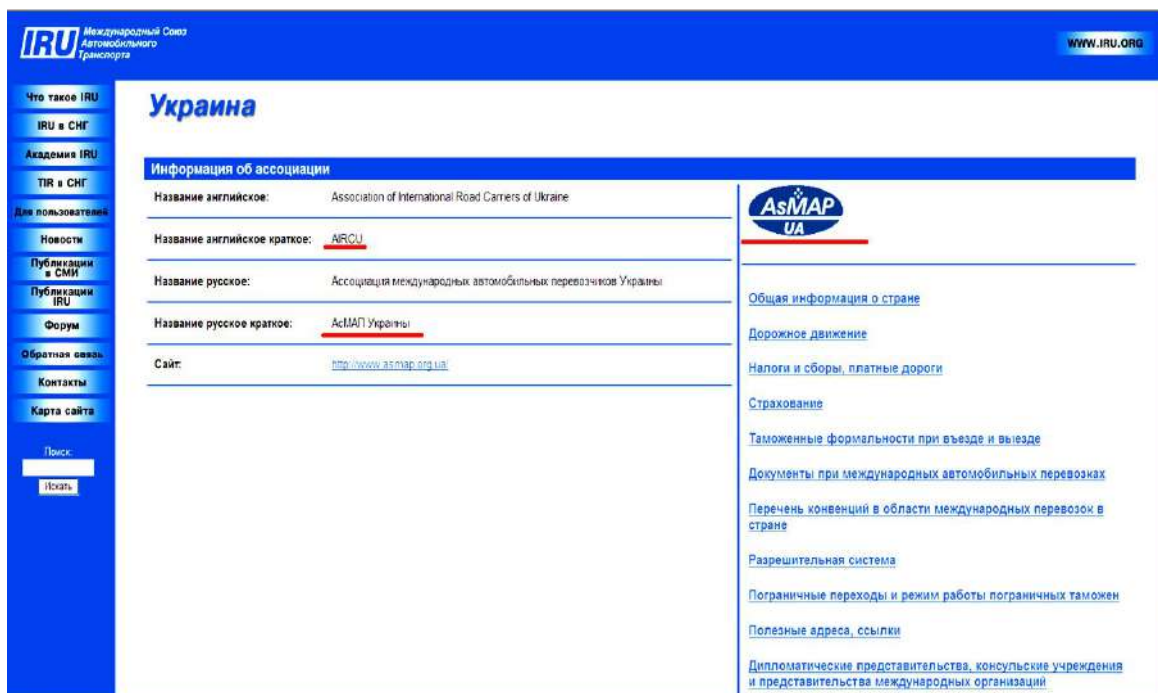 IRU
Международный Союз
Автомобильного
Транспорта
WWW.IRU.ORG
Что такое IRU
IRU в СНГ
Академия IRU
TIR в СНГ
Для пользователей
Новости
Публикации
в СМИ
Публикации
IRU
Форум
Обратная связь
Контакты
Карта сайта
Поиск:
Искать
Украина
Информация об ассоциации
Название английское: Association of International Road Carriers of Ukraine
Название английское краткое: AIRCU
Название русское: Ассоциация международных автомобильных перевозчиков Украины
Название русское краткое: АсМАП Украины
Сайт: http://www.asmap.org.ua/
AsMAP
UA
Общая информация о стране
Дорожное движение
Налоги и сборы, платные дороги
Страхование
Таможенные формальности при въезде и выезде
Документы при международных автомобильных перевозках
Перечень конвенций в области международных перевозок в
стране
Разрешительная система
Пограничные переходы и режим работы пограничных таможен
Полезные адреса, ссылки
Дипломатические представительства, консульские учреждения
и представительства международных организаций